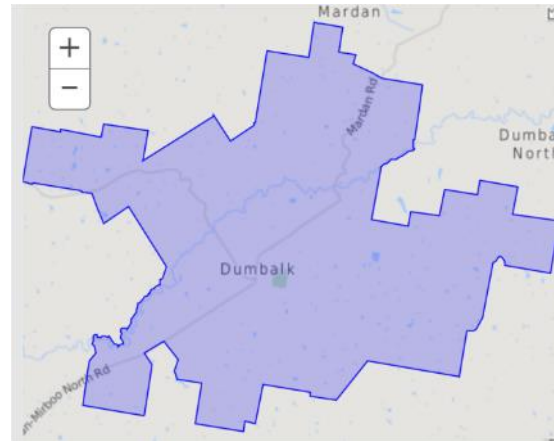 Mardan
+
−
Mardan Rd
Dumba
North
Dumbalk
n-Mirboo North Rd